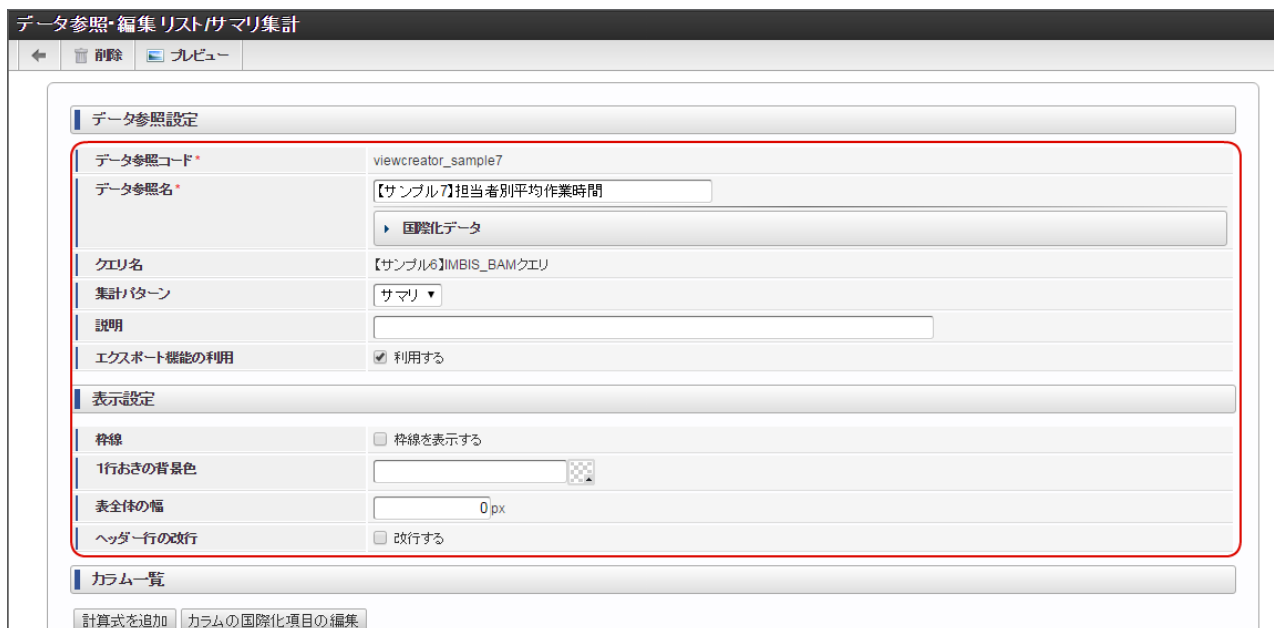 データ参照・編集 リスト/サマリ集計
削除 プレビュー
データ参照設定
データ参照コード* viewcreator_sample7
データ参照名* 【サンプル7】担当者別平均作業時間
国際化データ
クエリ名 【サンプル6】IMBIS_BAMクエリ
集計パターン サマリ
説明
エクスポート機能の利用 利用する
表示設定
枠線 枠線を表示する
1行おきの背景色
表全体の幅 0 px
ヘッダー行の改行 改行する
カラム一覧
計算式を追加 カラムの国際化項目の編集